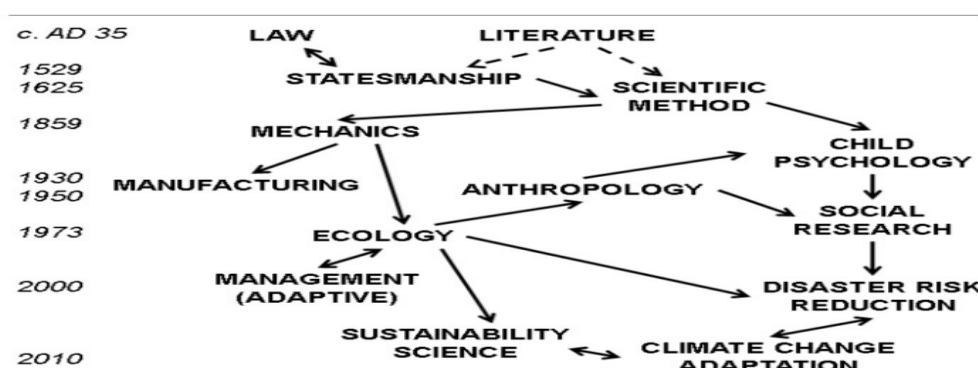 c. AD 35 LAW LITERATURE
1529 STATESMANSHIP SCIENTIFIC
1625 METHOD
1859 MECHANICS CHILD
PSYCHOLOGY
1930 MANUFACTURING ANTHROPOLOGY
1950 SOCIAL
1973 ECOLOGY RESEARCH
MANAGEMENT
2000 (ADAPTIVE) DISASTER RISK
REDUCTION
SUSTAINABILITY
SCIENCE CLIMATE CHANGE
2010 ADAPTATION